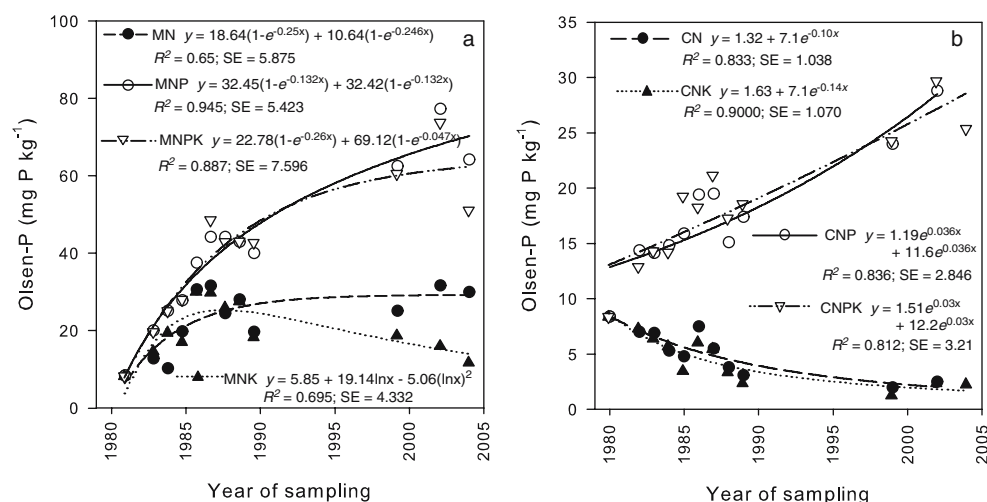 a
MN y = 18.64(1-e^-0.25x) + 10.64(1-e^-0.246x)
R² = 0.65; SE = 5.875
MNP y = 32.45(1-e^-0.132x) + 32.42(1-e^-0.132x)
R² = 0.945; SE = 5.423
MNPK y = 22.78(1-e^-0.26x) + 69.12(1-e^-0.047x)
R² = 0.887; SE = 7.596
MNK y = 5.85 + 19.14lnx - 5.06(lnx)²
R² = 0.695; SE = 4.332
Olsen-P (mg P kg⁻¹)
100
80
60
40
20
0
1980
1985
1990
1995
2000
2005
Year of sampling
b
CN y = 1.32 + 7.1e^-0.10x
R² = 0.833; SE = 1.038
CNK y = 1.63 + 7.1e^-0.14x
R² = 0.9000; SE = 1.070
CNP y = 1.19e^0.036x
+ 11.6e^0.036x
R² = 0.836; SE = 2.846
CNPK y = 1.51e^0.03x
+ 12.2e^0.03x
R² = 0.812; SE = 3.21
Olsen-P (mg P kg⁻¹)
35
30
25
20
15
10
5
0
1980
1985
1990
1995
2000
2005
Year of sampling